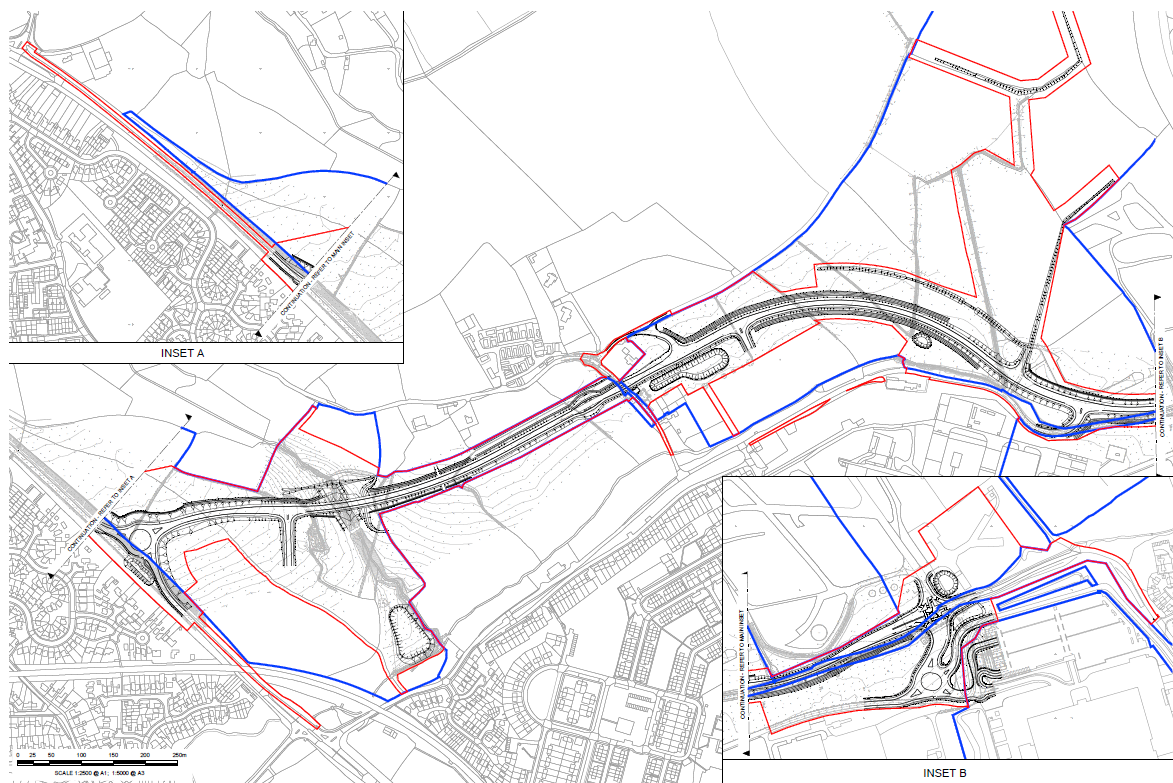 CONTINUATION - REFER TO MAIN INSET
INSET A
CONTINUATION - REFER TO INSET A
CONTINUATION - REFER TO INSET B
CONTINUATION - REFER TO MAIN INSET
INSET B
0 25 50 100 150 200 250m
SCALE 1:2500 @ A1; 1:5000 @ A3